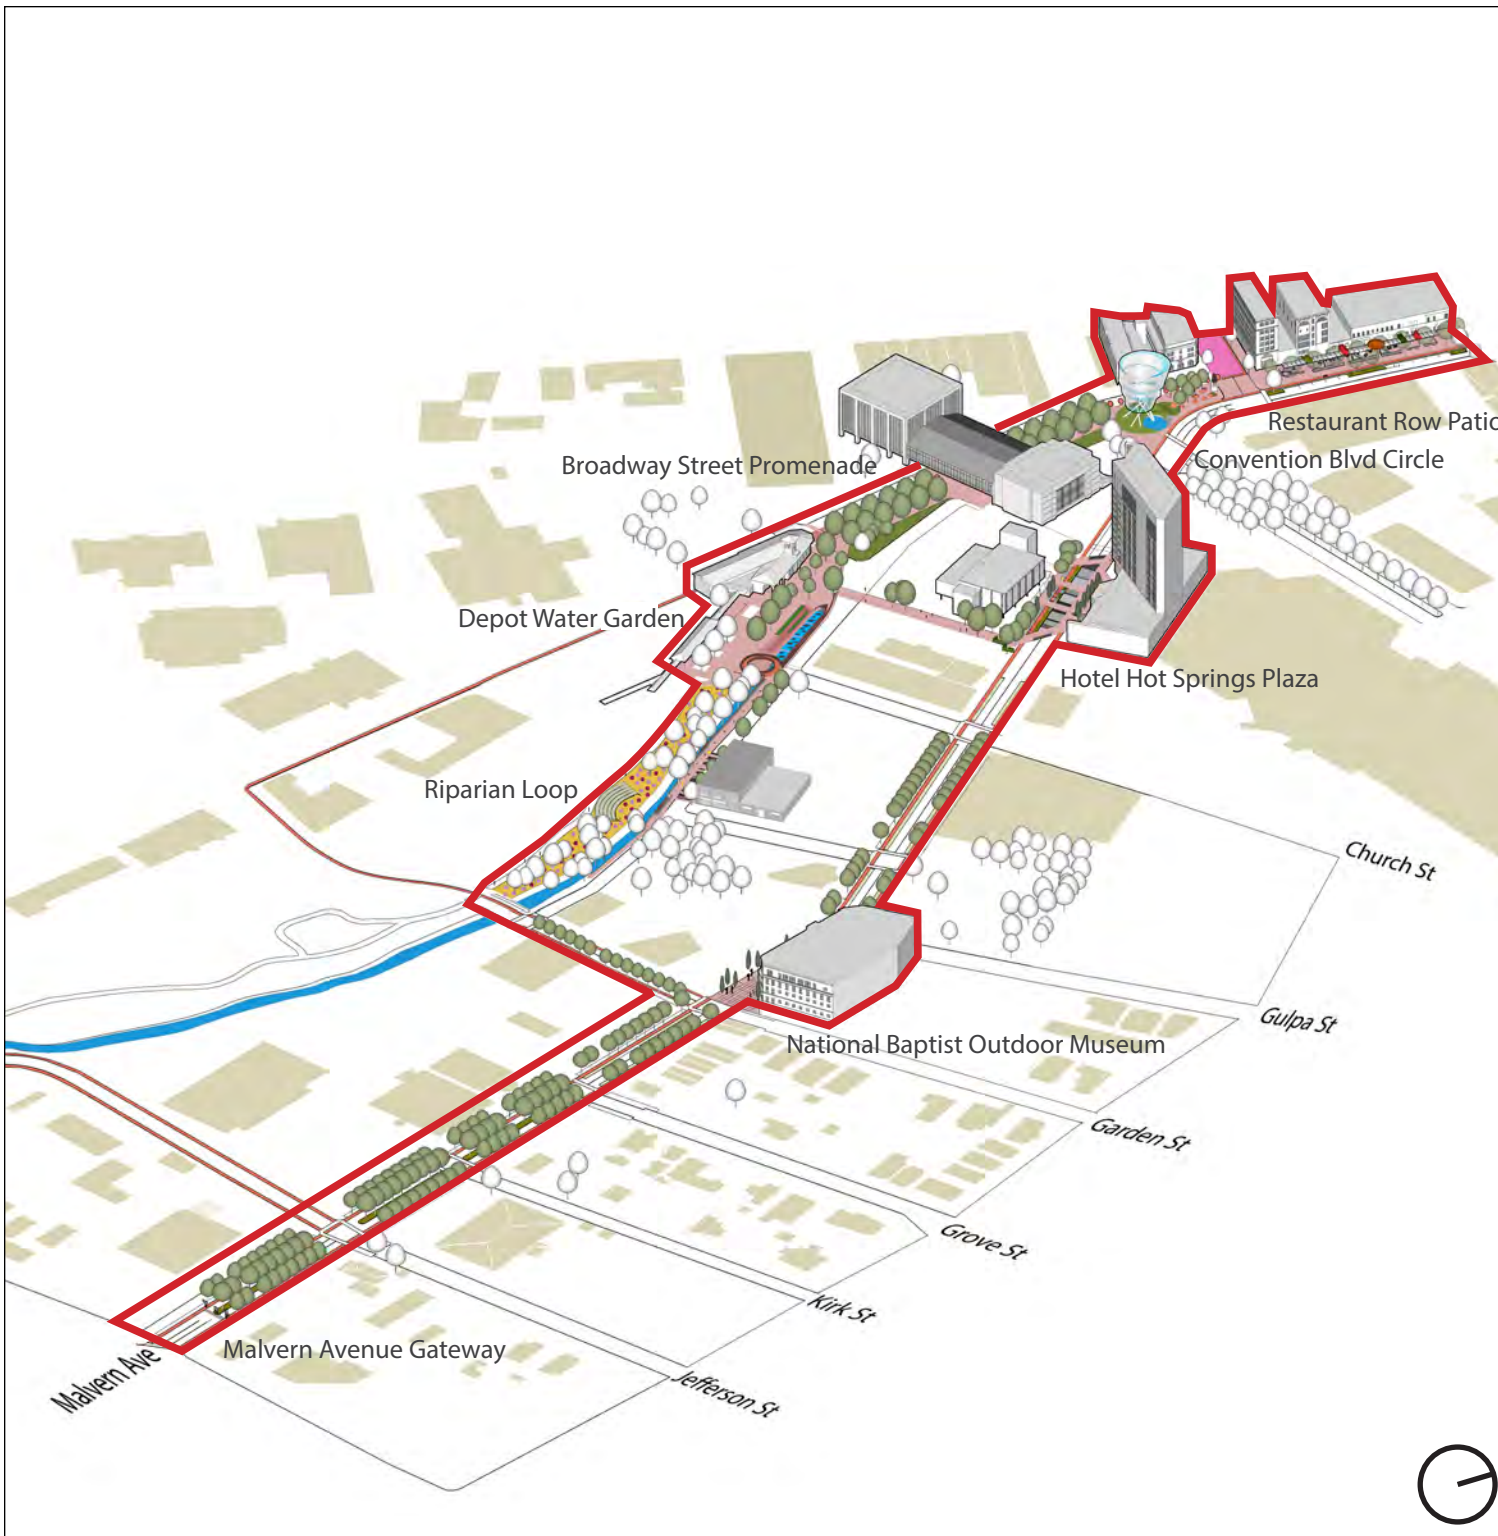 Restaurant Row Patio
Broadway Street Promenade
Convention Blvd Circle
Depot Water Garden
Hotel Hot Springs Plaza
Riparian Loop
Church St
Gulpa St
National Baptist Outdoor Museum
Garden St
Grove St
Kirk St
Malvern Avenue Gateway
Malvern Ave
Jefferson St